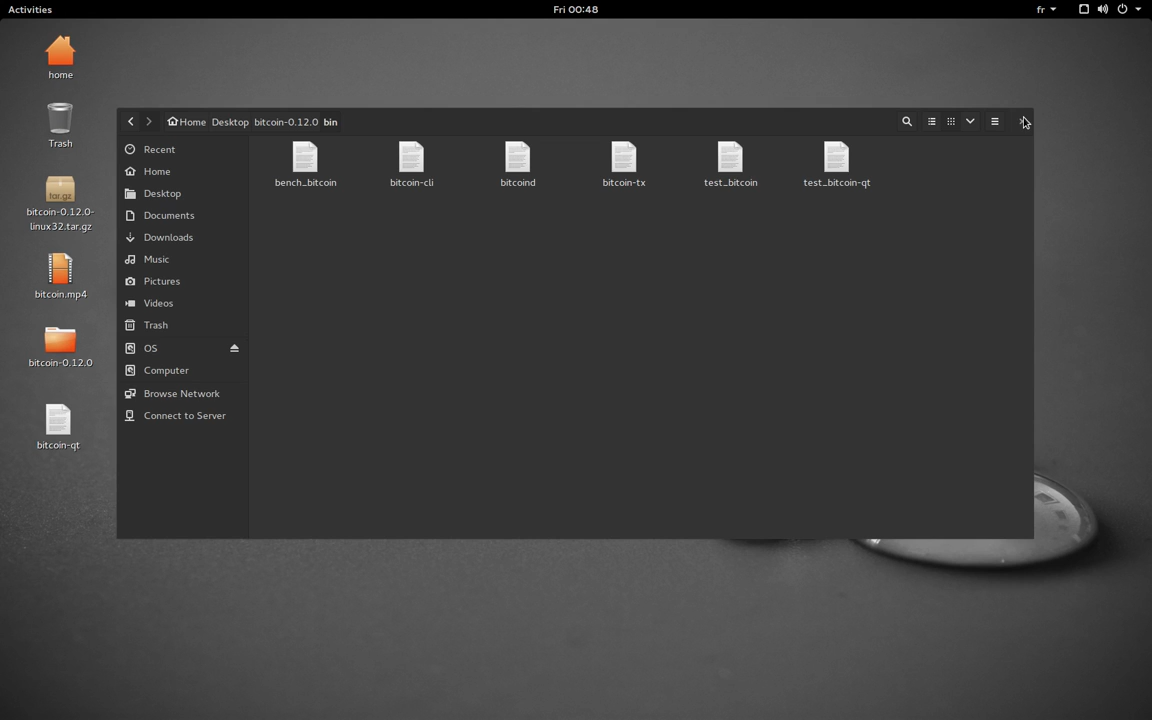 Activities
Fri 00:48
fr
home
Trash
tar.gz
bitcoin-0.12.0-
linux32.tar.gz
bitcoin.mp4
bitcoin-0.12.0
bitcoin-qt
Home Desktop bitcoin-0.12.0 bin
Recent
Home
Desktop
Documents
Downloads
Music
Pictures
Videos
Trash
OS
Computer
Browse Network
Connect to Server
bench_bitcoin
bitcoin-cli
bitcoind
bitcoin-tx
test_bitcoin
test_bitcoin-qt